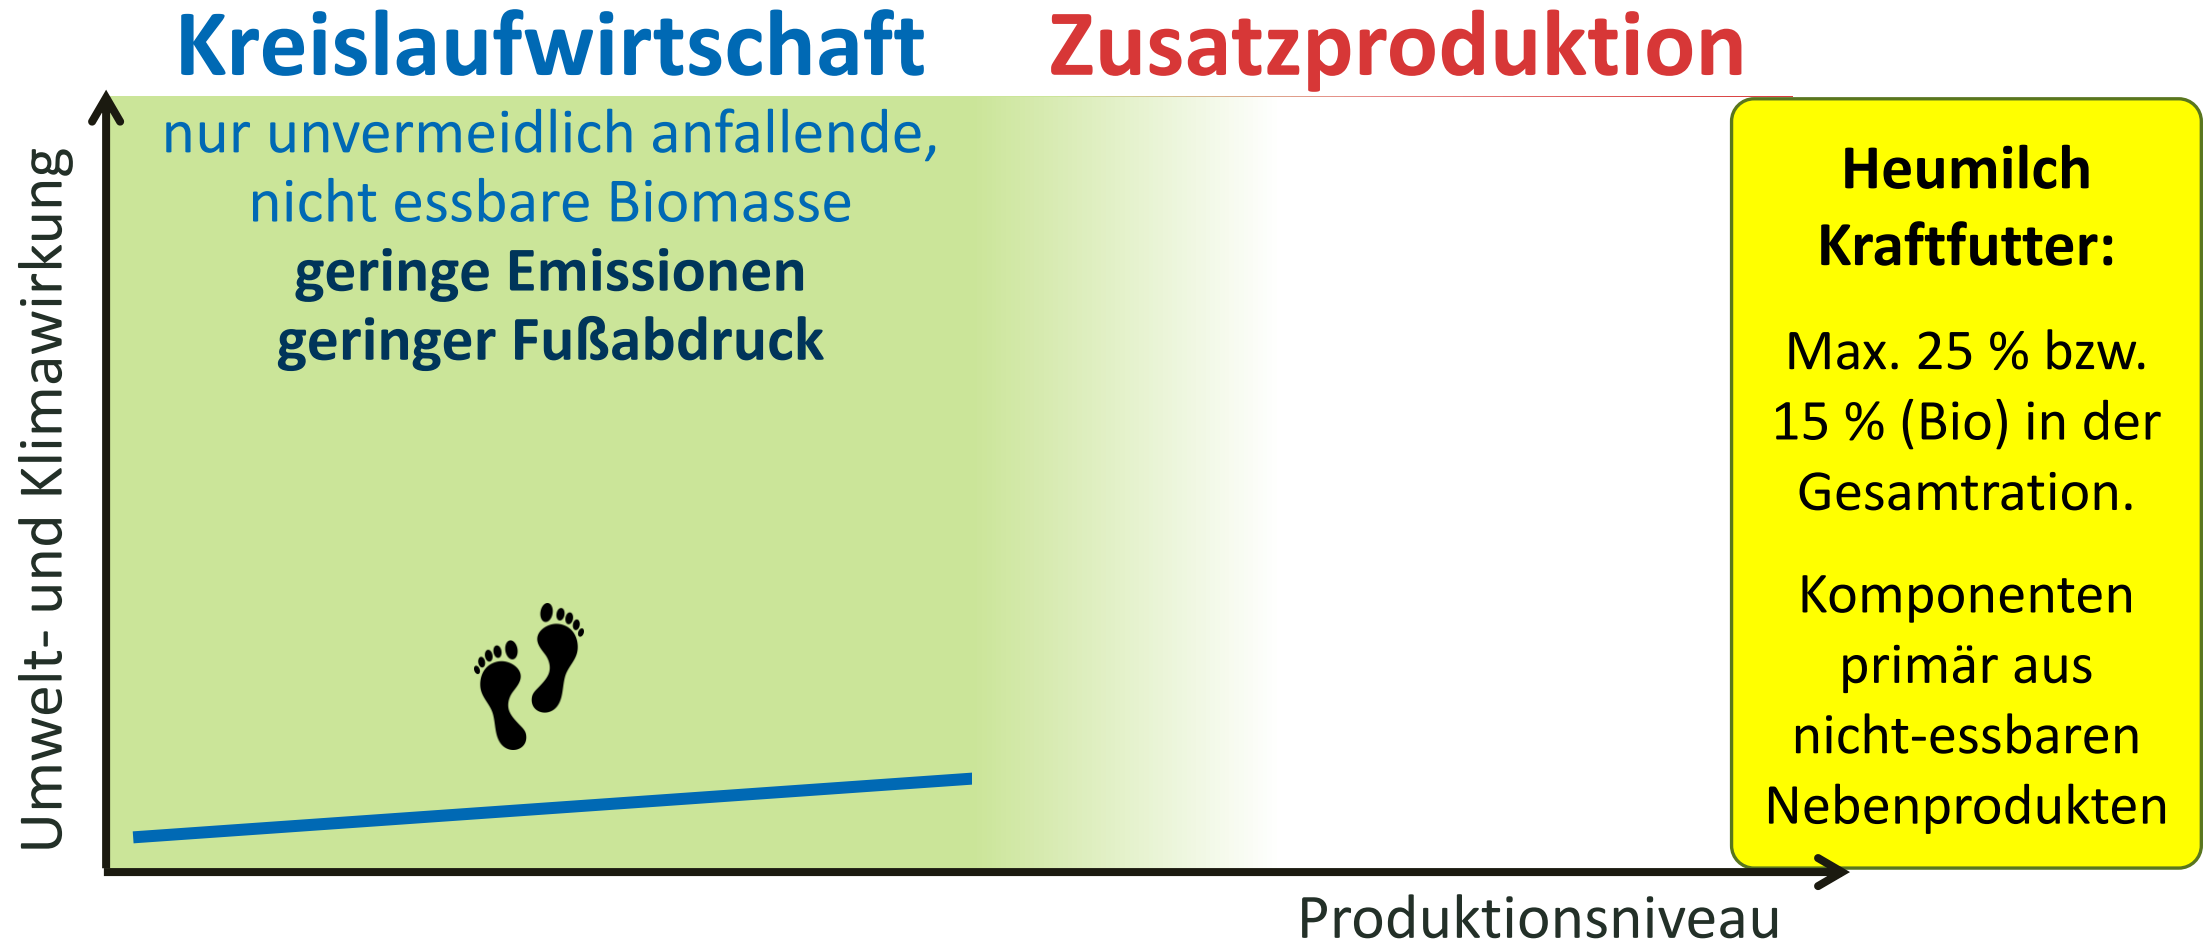 Kreislaufwirtschaft
Zusatzproduktion
nur unvermeidlich anfallende,
nicht essbare Biomasse
geringe Emissionen
geringer Fußabdruck
Umwelt- und Klimawirkung
Heumilch
Kraftfutter:
Max. 25 % bzw.
15 % (Bio) in der
Gesamtration.
Komponenten
primär aus
nicht-essbaren
Nebenprodukten
Produktionsniveau